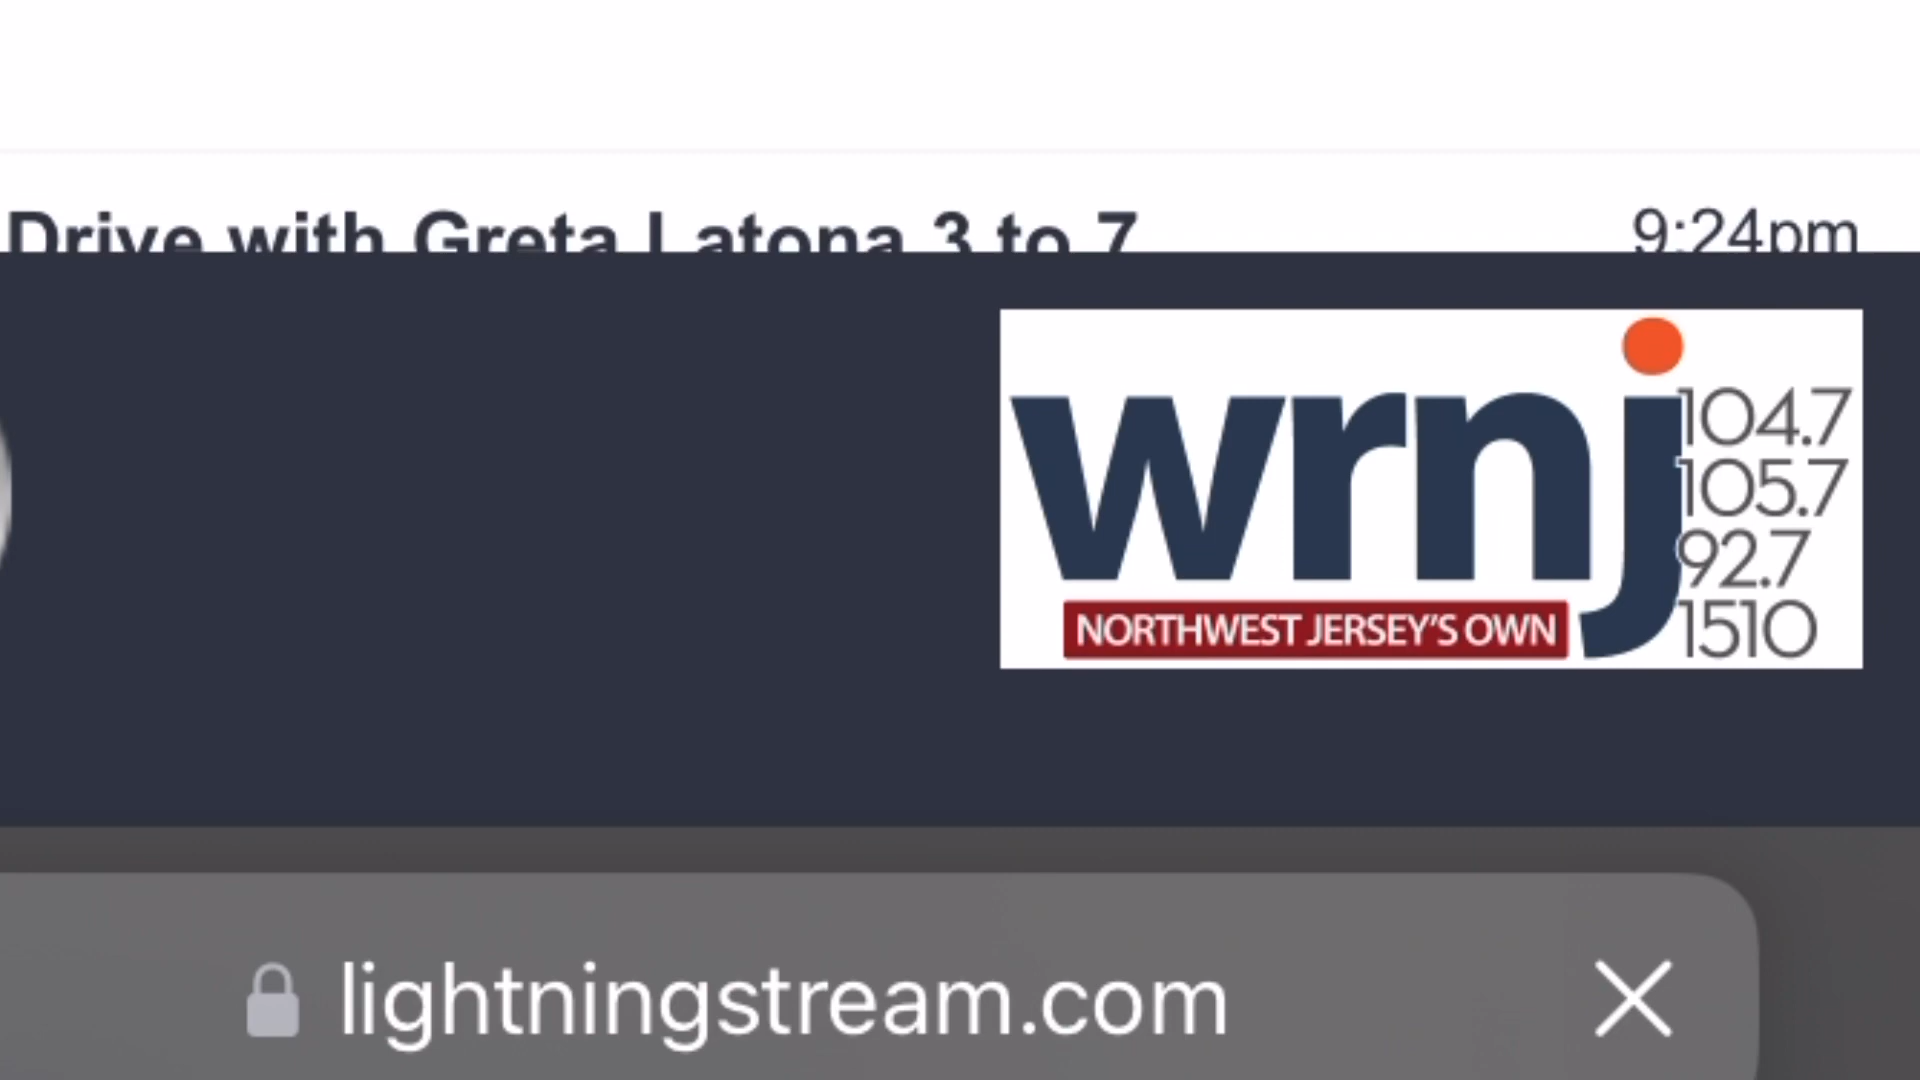 Drive with Greta Latona 3 to 7
9:24pm
wrnj
104.7
105.7
92.7
1510
NORTHWEST JERSEY'S OWN
lightningstream.com